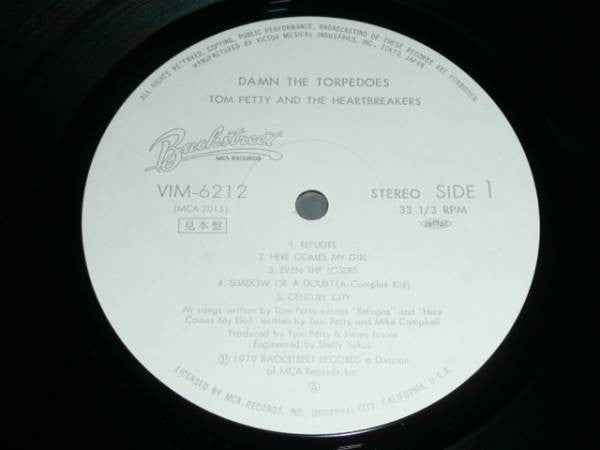 ALL RIGHTS RESERVED, COPYING, PUBLIC PERFORMANCE, BROADCASTING OF THESE RECORDS ARE FORBIDDEN.
MANUFACTURED BY VICTOR MUSICAL INDUSTRIES, INC., TOKYO, JAPAN
DAMN THE TORPEDOES
TOM PETTY AND THE HEARTBREAKERS
Backstreet
MCA RECORDS
VIM-6212
STEREO SIDE 1
(MCA-2015)
33 1/3 RPM
見本盤
1. REFUGEE
2. HERE COMES MY GIRL
3. EVEN THE LOSERS
4. SHADOW OF A DOUBT (A Complex Kid)
5. CENTURY CITY
All songs written by Tom Petty except "Refugee" and "Here
Comes My Girl" written by Tom Petty and Mike Campbell
Produced by Tom Petty & Jimmy Iovine
Engineered by Shelly Yakus
Ⓟ 1979 BACKSTREET RECORDS a Division
of MCA Records, Inc
Ⓢ
LICENSED BY MCA RECORDS, INC, UNIVERSAL CITY, CALIFORNIA, U.S.A.